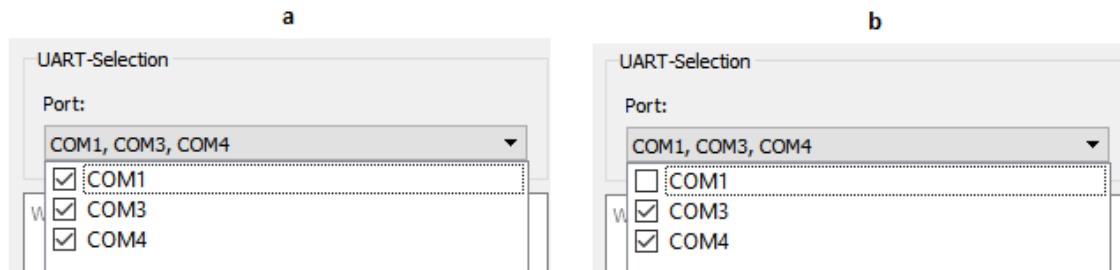 a
UART-Selection
Port:
COM1, COM3, COM4
COM1
W
COM3
COM4
b
UART-Selection
Port:
COM1, COM3, COM4
COM1
W
COM3
COM4